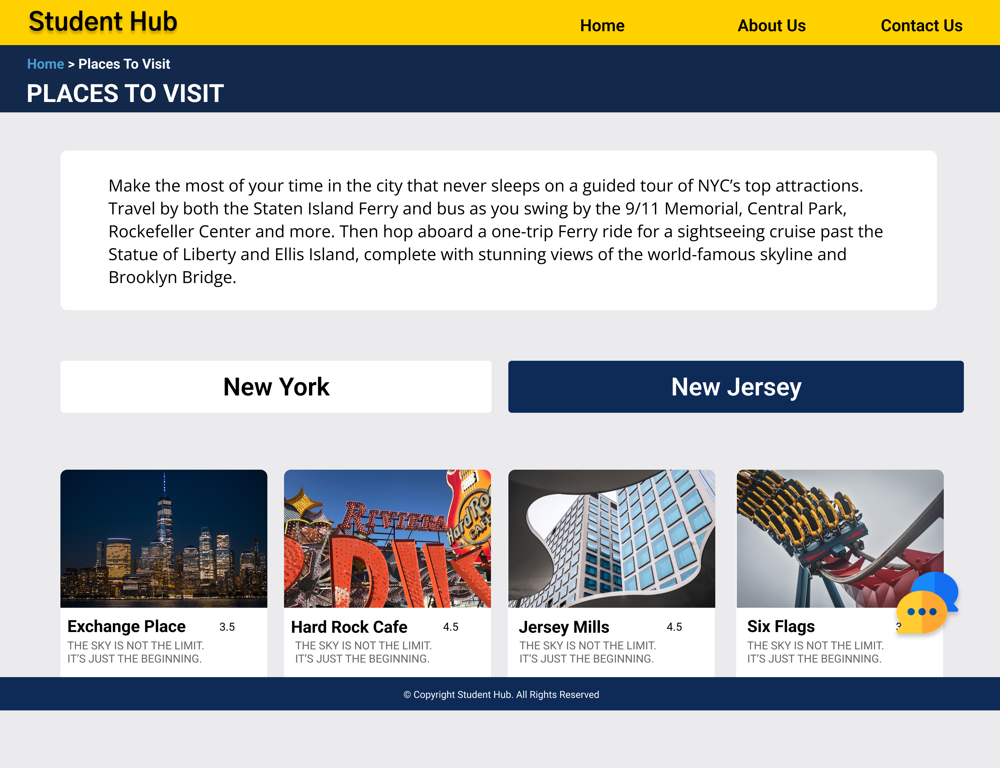 Student Hub
Home
About Us
Contact Us
Home > Places To Visit
PLACES TO VISIT
Make the most of your time in the city that never sleeps on a guided tour of NYC’s top attractions.
Travel by both the Staten Island Ferry and bus as you swing by the 9/11 Memorial, Central Park,
Rockefeller Center and more. Then hop aboard a one-trip Ferry ride for a sightseeing cruise past the
Statue of Liberty and Ellis Island, complete with stunning views of the world-famous skyline and
Brooklyn Bridge.
New York
New Jersey
RIVIERA
HardRoc
CAFE
Exchange Place
3.5
THE SKY IS NOT THE LIMIT.
IT’S JUST THE BEGINNING.
Hard Rock Cafe
4.5
THE SKY IS NOT THE LIMIT.
IT’S JUST THE BEGINNING.
Jersey Mills
4.5
THE SKY IS NOT THE LIMIT.
IT’S JUST THE BEGINNING.
Six Flags
THE SKY IS NOT THE LIMIT.
IT’S JUST THE BEGINNING.
© Copyright Student Hub. All Rights Reserved